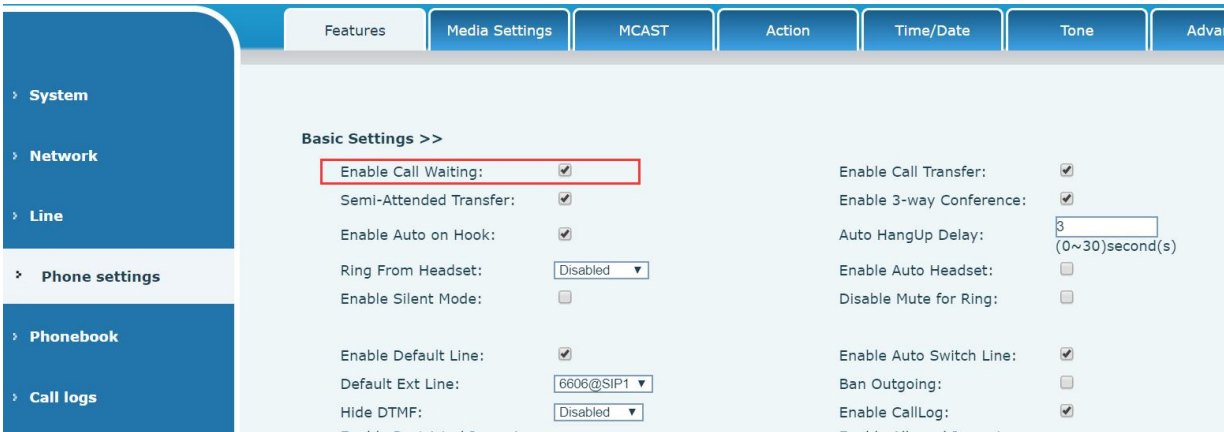 Features Media Settings MCAST Action Time/Date Tone
System
Network
Line
Phone settings
Phonebook
Call logs
Basic Settings >>
Enable Call Waiting: Enable Call Transfer:
Semi-Attended Transfer: Enable 3-way Conference:
Enable Auto on Hook: Auto HangUp Delay: 3
(0~30)second(s)
Ring From Headset: Disabled Enable Auto Headset:
Enable Silent Mode: Disable Mute for Ring:
Enable Default Line: Enable Auto Switch Line:
Default Ext Line: 6606@SIP1 Ban Outgoing:
Hide DTMF: Disabled Enable CallLog: